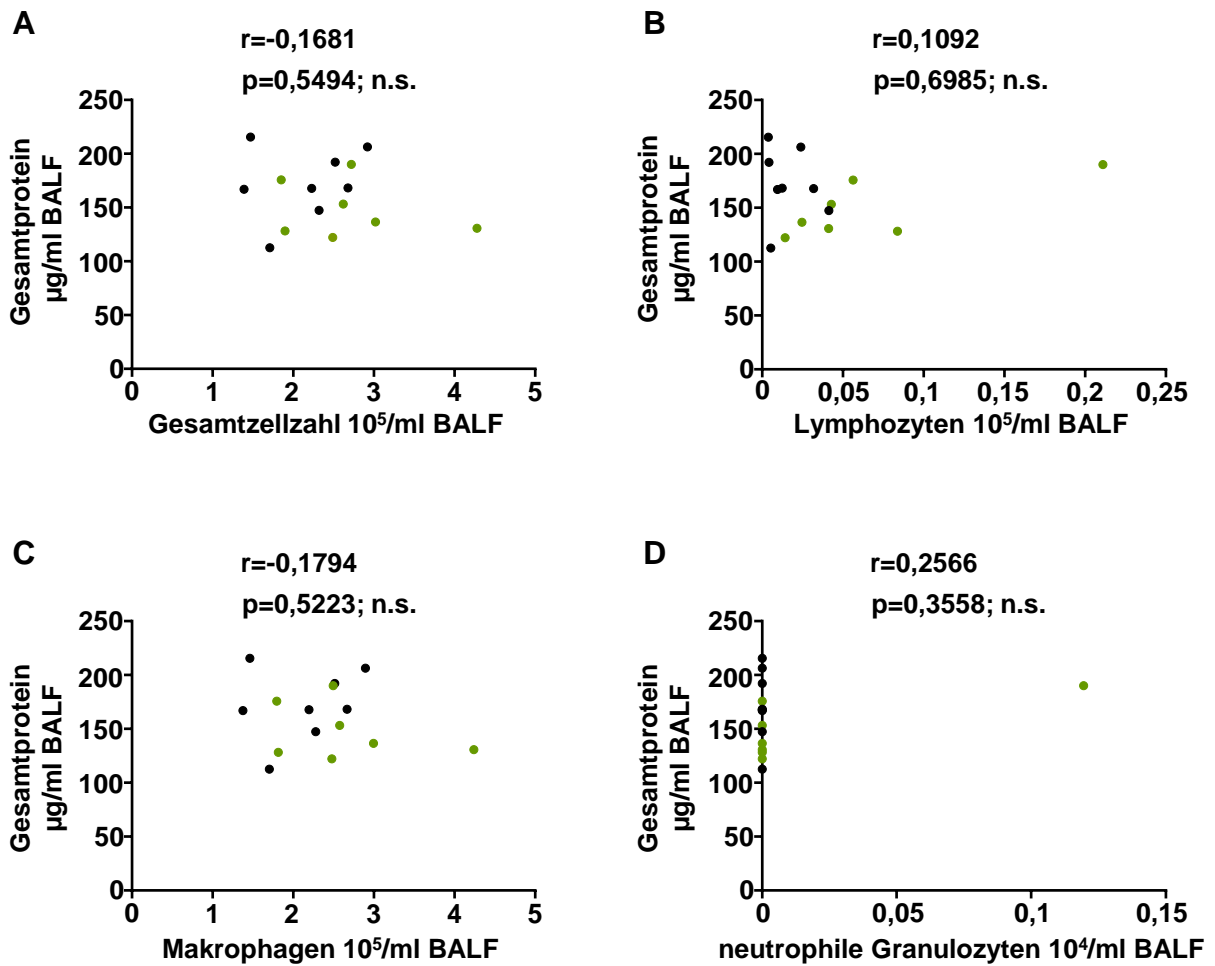 A
r=-0,1681
p=0,5494; n.s.
Gesamtprotein
µg/ml BALF
250
200
150
100
50
0
0 1 2 3 4 5
Gesamtzellzahl 10⁵/ml BALF
B
r=0,1092
p=0,6985; n.s.
Gesamtprotein
µg/ml BALF
250
200
150
100
50
0
0 0,05 0,1 0,15 0,2 0,25
Lymphozyten 10⁵/ml BALF
C
r=-0,1794
p=0,5223; n.s.
Gesamtprotein
µg/ml BALF
250
200
150
100
50
0
0 1 2 3 4 5
Makrophagen 10⁵/ml BALF
D
r=0,2566
p=0,3558; n.s.
Gesamtprotein
µg/ml BALF
250
200
150
100
50
0
0 0,05 0,1 0,15
neutrophile Granulozyten 10⁴/ml BALF